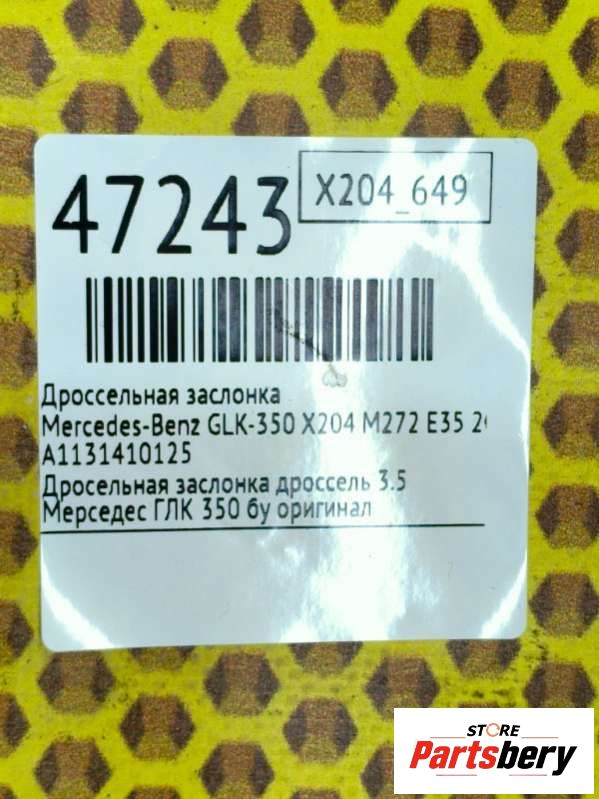 47243
X204_649
Дроссельная заслонка
Mercedes-Benz GLK-350 X204 M272 E35
A1131410125
Дросельная заслонка дроссель 3.5
Мерседес ГЛК 350 бу оригинал
STORE
Partsbery